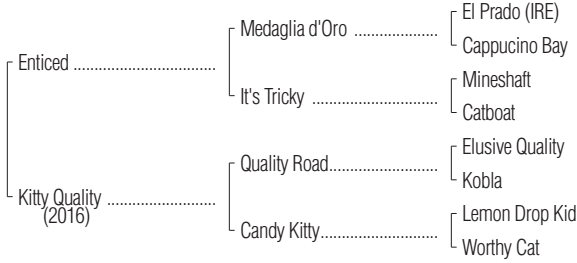 El Prado (IRE)
Medaglia d'Oro ....................
Cappucino Bay
Enticed ..................................
Mineshaft
It's Tricky ..............................
Catboat
Elusive Quality
Quality Road..........................
Kobla
Kitty Quality ..........................
(2016)
Lemon Drop Kid
Candy Kitty............................
Worthy Cat